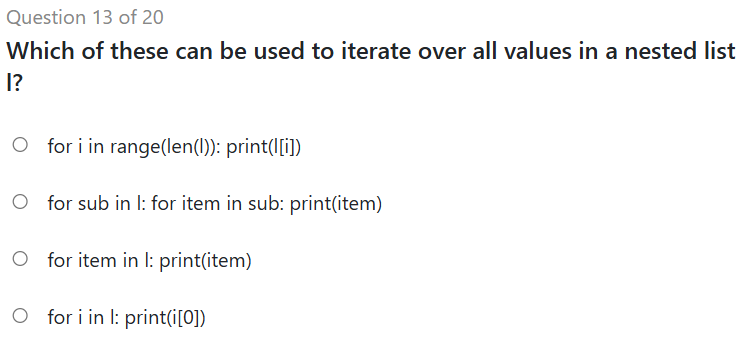 Question 13 of 20
Which of these can be used to iterate over all values in a nested list
l?
for i in range(len(l)): print(l[i])
for sub in l: for item in sub: print(item)
for item in l: print(item)
for i in l: print(i[0])